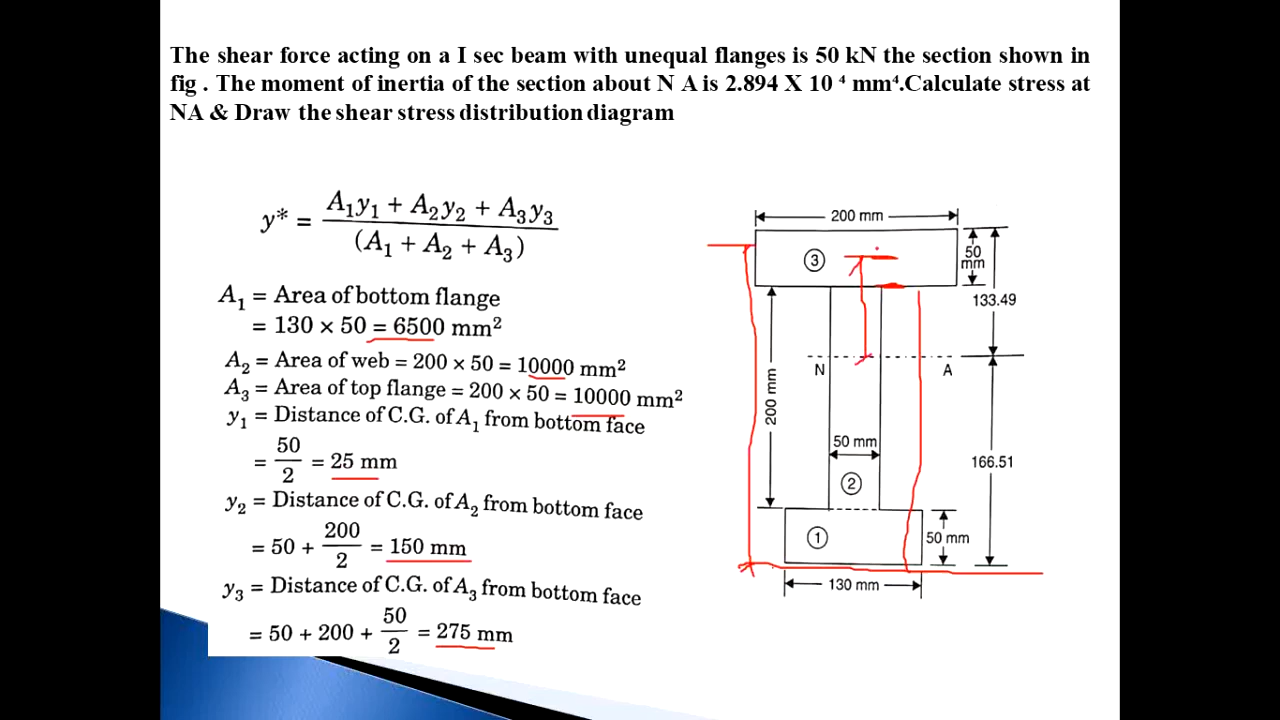 The shear force acting on a I sec beam with unequal flanges is 50 kN the section shown in
fig . The moment of inertia of the section about N A is 2.894 X 10 ⁴ mm⁴.Calculate stress at
NA & Draw the shear stress distribution diagram
y* = A₁y₁ + A₂y₂ + A₃y₃ / (A₁ + A₂ + A₃)
A₁ = Area of bottom flange
= 130 × 50 = 6500 mm²
A₂ = Area of web = 200 × 50 = 10000 mm²
A₃ = Area of top flange = 200 × 50 = 10000 mm²
y₁ = Distance of C.G. of A₁ from bottom face
= 50/2 = 25 mm
y₂ = Distance of C.G. of A₂ from bottom face
= 50 + 200/2 = 150 mm
y₃ = Distance of C.G. of A₃ from bottom face
= 50 + 200 + 50/2 = 275 mm
200 mm
3
50
mm
133.49
N
A
200 mm
50 mm
166.51
2
1
50 mm
130 mm